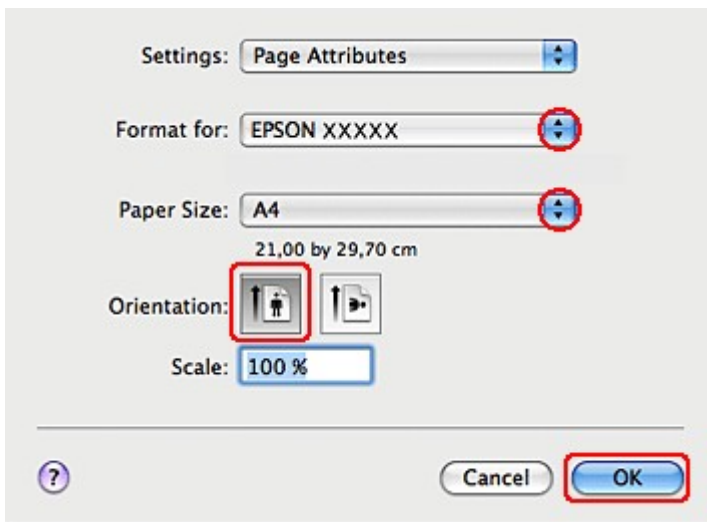 Settings: Page Attributes
Format for: EPSON XXXXX
Paper Size: A4
21,00 by 29,70 cm
Orientation:
Scale: 100 %
? Cancel OK